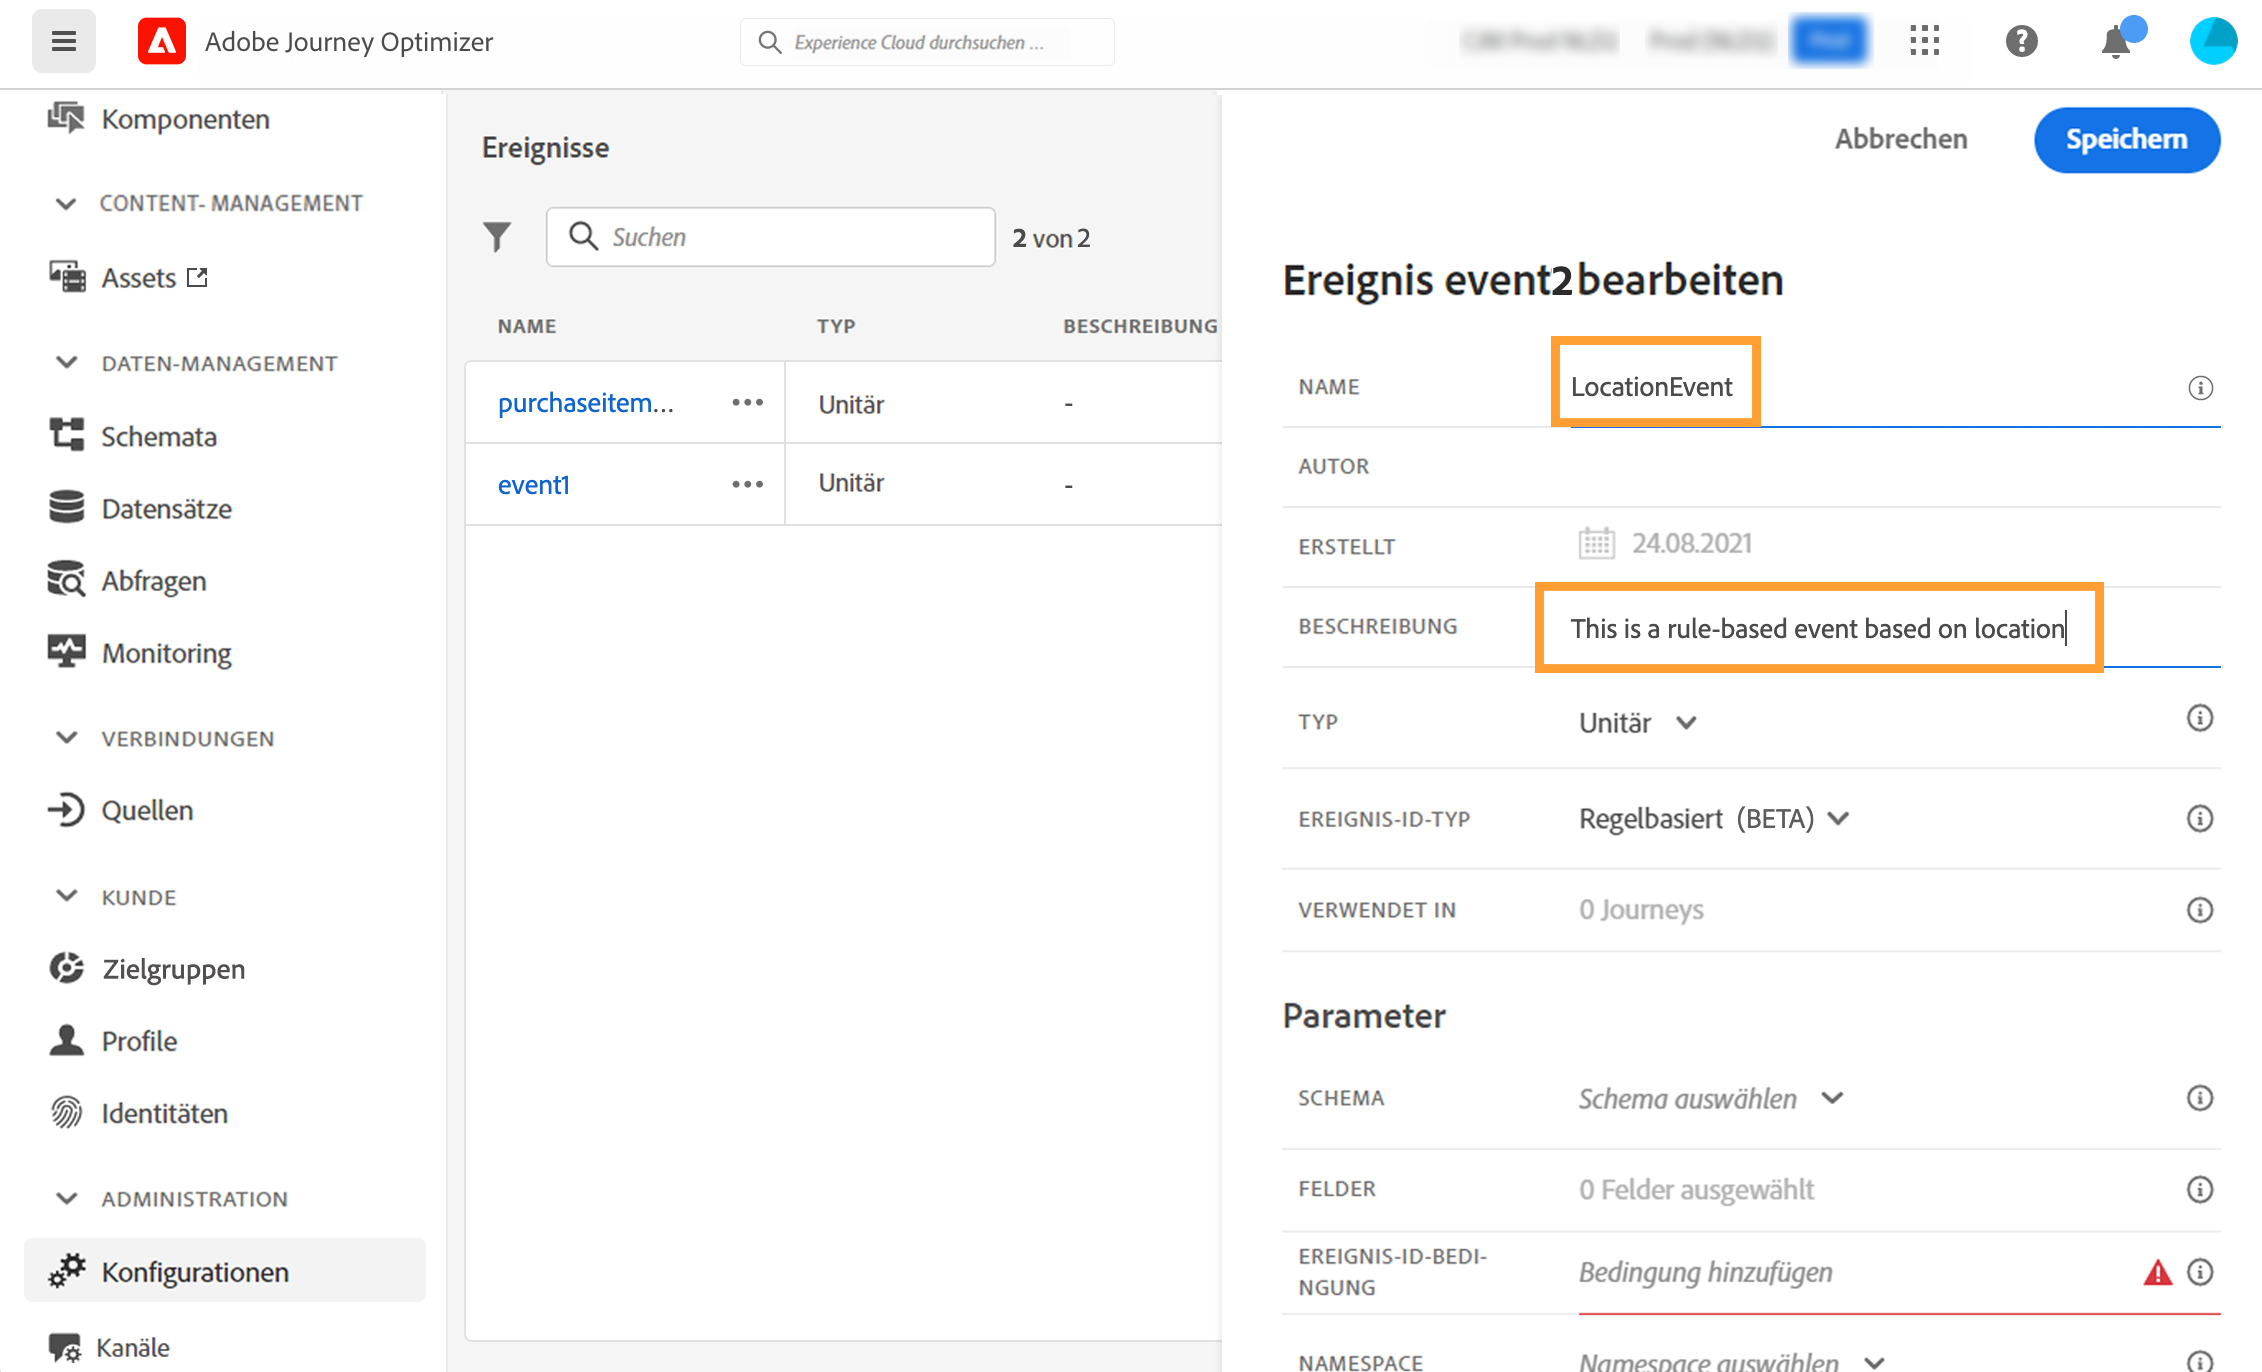 Adobe Journey Optimizer
Experience Cloud durchsuchen ...
Komponenten
CONTENT- MANAGEMENT
Assets
DATEN-MANAGEMENT
Schemata
Datensätze
Abfragen
Monitoring
VERBINDUNGEN
Quellen
KUNDE
Zielgruppen
Profile
Identitäten
ADMINISTRATION
Konfigurationen
Kanäle
Ereignisse
Suchen
2 von 2
NAME TYP BESCHREIBUNG
purchaseitem... Unitär -
event1 Unitär -
Abbrechen
Speichern
Ereignis event2 bearbeiten
NAME LocationEvent
AUTOR
ERSTELLT 24.08.2021
BESCHREIBUNG This is a rule-based event based on location
TYP Unitär
EREIGNIS-ID-TYP Regelbasiert (BETA)
VERWENDET IN 0 Journeys
Parameter
SCHEMA Schema auswählen
FELDER 0 Felder ausgewählt
EREIGNIS-ID-BEDI-
NGUNG Bedingung hinzufügen
NAMESPACE Namespace auswählen